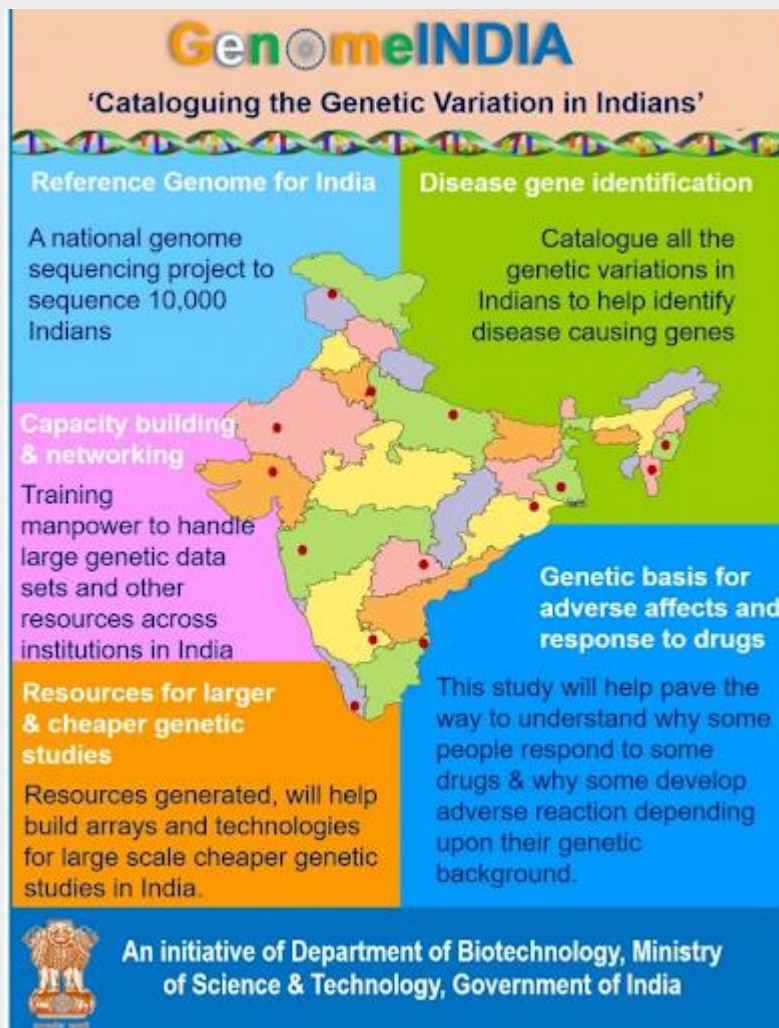 GenomeINDIA
‘Cataloguing the Genetic Variation in Indians’
Reference Genome for India
A national genome
sequencing project to
sequence 10,000
Indians
Disease gene identification
Catalogue all the
genetic variations in
Indians to help identify
disease causing genes
Capacity building
& networking
Training
manpower to handle
large genetic data
sets and other
resources across
institutions in India
Genetic basis for
adverse affects and
response to drugs
This study will help pave the
way to understand why some
people respond to some
drugs & why some develop
adverse reaction depending
upon their genetic
background.
Resources for larger
& cheaper genetic
studies
Resources generated, will help
build arrays and technologies
for large scale cheaper genetic
studies in India.
An initiative of Department of Biotechnology, Ministry
of Science & Technology, Government of India